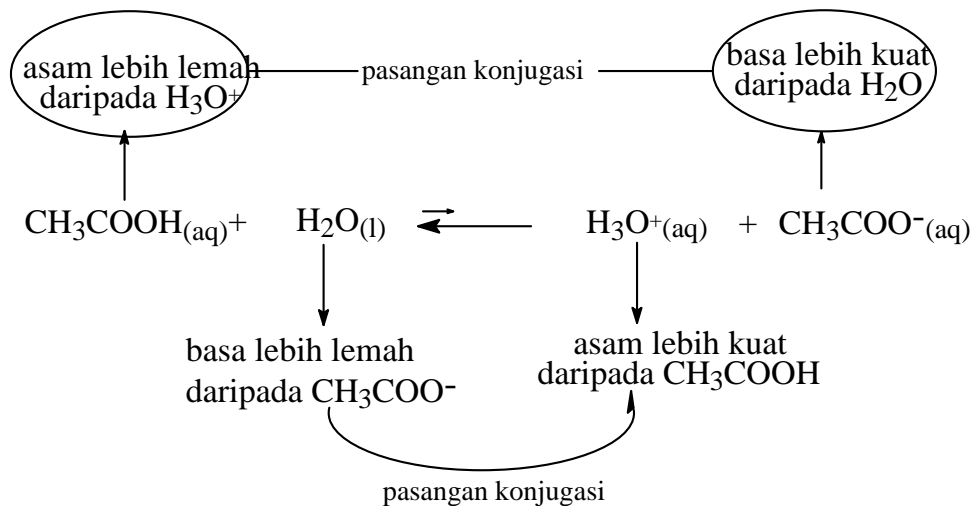 asam lebih lemah
daripada H3O+
pasangan konjugasi
basa lebih kuat
daripada H2O
CH3COOH(aq)+ H2O(l) H3O+(aq) + CH3COO-(aq)
basa lebih lemah
daripada CH3COO-
asam lebih kuat
daripada CH3COOH
pasangan konjugasi